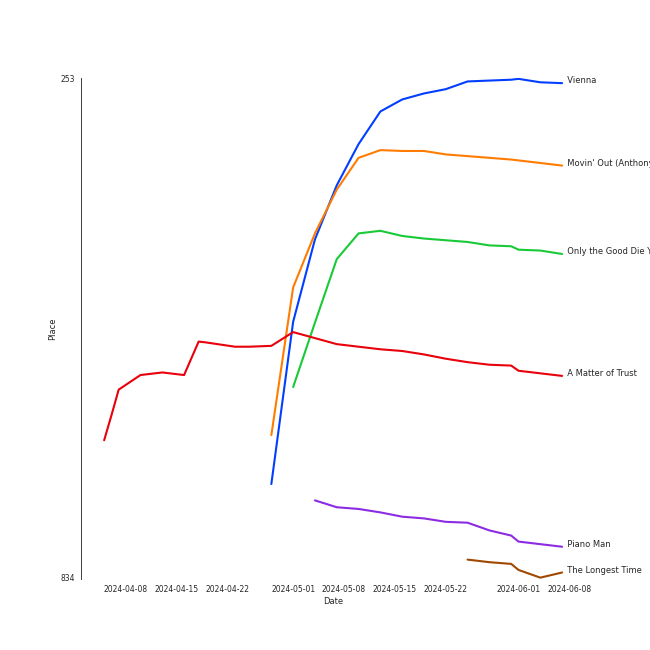 253
Vienna
Movin' Out (Anthony
Only the Good Die
Place
A Matter of Trust
Piano Man
The Longest Time
834
2024-04-08 2024-04-15 2024-04-22 2024-05-01 2024-05-08 2024-05-15 2024-05-22 2024-06-01 2024-06-08
Date